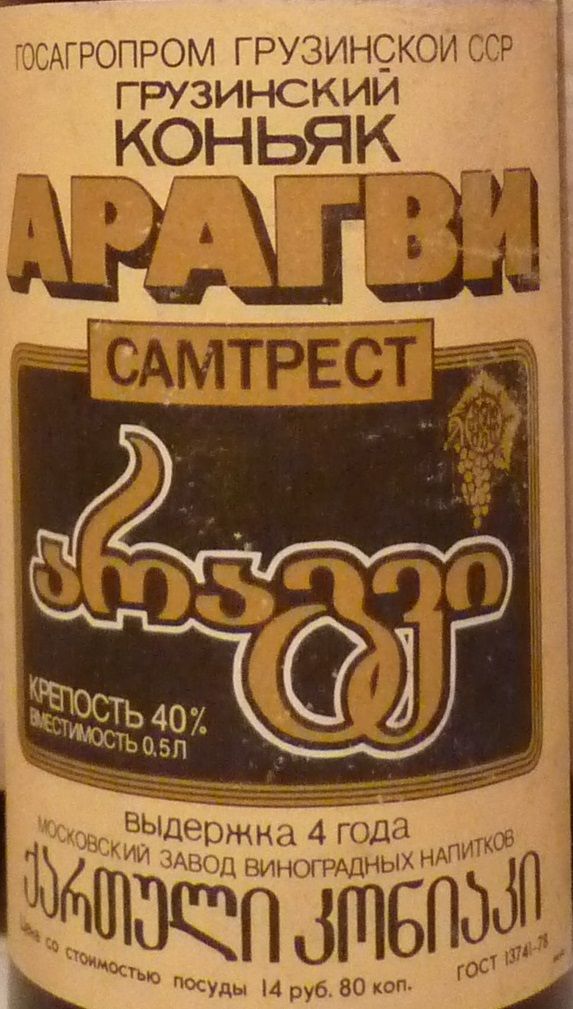 ГОСАГРОПРОМ ГРУЗИНСКОЙ ССР
ГРУЗИНСКИЙ
КОНЬЯК
АРАГВИ
САМТРЕСТ
არაგვი
КРЕПОСТЬ 40%
ВМЕСТИМОСТЬ 0,5Л
выдержка 4 года
МОСКОВСКИЙ ЗАВОД ВИНОГРАДНЫХ НАПИТКОВ
ქართული კონიაკი
Цена со стоимостью посуды 14 руб. 80 коп.
ГОСТ 13741-78